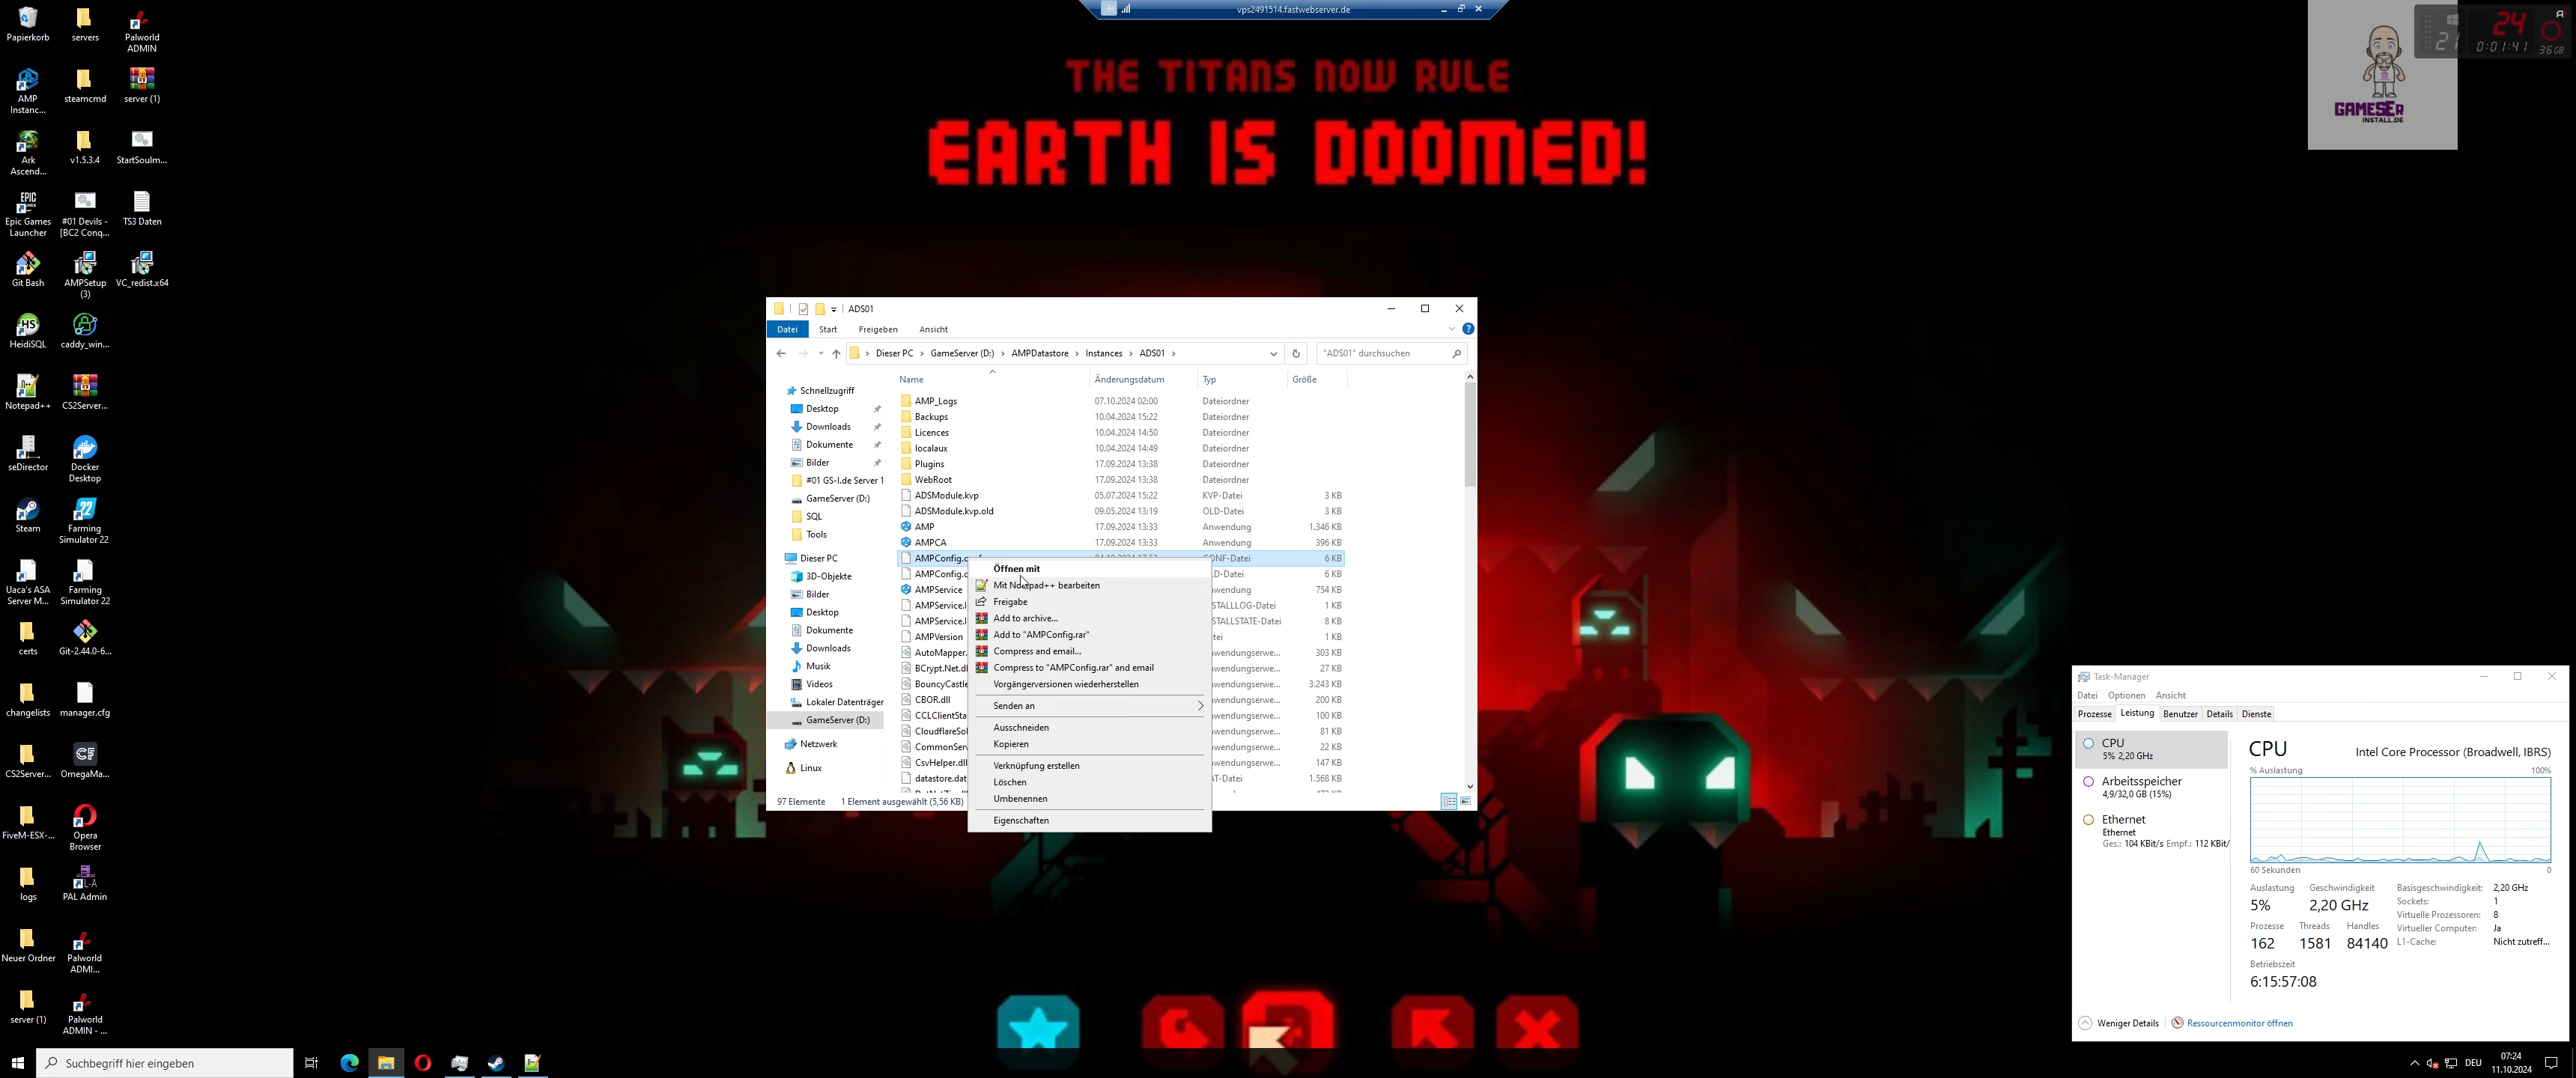 vps2491514.fastwebserver.de
THE TITANS NOW RULE
EARTH IS DOOMED!
GAMESEr
INSTALL.DE
24
21
0:01:41
36 GB
Papierkorb
servers
Palworld
ADMIN
AMP
Instanc...
steamcmd
server (1)
Ark
Ascend...
v1.5.3.4
StartSoulm...
Epic Games
Launcher
#01 Devils -
[BC2 Conq...
TS3 Daten
Git Bash
AMPSetup
(3)
VC_redist.x64
HeidiSQL
caddy_win...
Notepad++
CS2Server...
seDirector
Docker
Desktop
Steam
Farming
Simulator 22
Uaca's ASA
Server M...
Farming
Simulator 22
certs
Git-2.44.0-6...
changelists
manager.cfg
CS2Server...
OmegaMa...
FiveM-ESX-...
Opera
Browser
logs
PAL Admin
Neuer Ordner
Palworld
ADMI...
server (1)
Palworld
ADMIN - ...
ADS01
Datei Start Freigeben Ansicht
Dieser PC GameServer (D:) AMPDatastore Instances ADS01
"ADS01" durchsuchen
Name Änderungsdatum Typ Größe
Schnellzugriff
Desktop
Downloads
Dokumente
Bilder
#01 GS-I.de Server 1
GameServer (D:)
SQL
Tools
Dieser PC
3D-Objekte
Bilder
Desktop
Dokumente
Downloads
Musik
Videos
Lokaler Datenträger
GameServer (D:)
Netzwerk
Linux
AMP_Logs 07.10.2024 02:00 Dateiordner
Backups 10.04.2024 15:22 Dateiordner
Licences 10.04.2024 14:50 Dateiordner
localaux 10.04.2024 14:49 Dateiordner
Plugins 17.09.2024 13:38 Dateiordner
WebRoot 17.09.2024 13:38 Dateiordner
ADSModule.kvp 05.07.2024 15:22 KVP-Datei 3 KB
ADSModule.kvp.old 09.05.2024 13:19 OLD-Datei 3 KB
AMP 17.09.2024 13:33 Anwendung 1.346 KB
AMPCA 17.09.2024 13:33 Anwendung 396 KB
AMPConfig. 6 KB
AMPConfig. 6 KB
AMPService 754 KB
AMPService. 1 KB
AMPService. 8 KB
AMPVersion 1 KB
AutoMapper. 303 KB
BCrypt.Net.dl 27 KB
BouncyCastle 3.243 KB
CBOR.dll 200 KB
CCLClientSta 100 KB
CloudflareSol 81 KB
CommonServ 22 KB
CsvHelper.dll 147 KB
datastore.dat 1.568 KB
97 Elemente 1 Element ausgewählt (5,56 KB)
Öffnen mit
Mit Notepad++ bearbeiten
Freigabe
Add to archive...
Add to "AMPConfig.rar"
Compress and email...
Compress to "AMPConfig.rar" and email
Vorgängerversionen wiederherstellen
Senden an
Ausschneiden
Kopieren
Verknüpfung erstellen
Löschen
Umbenennen
Eigenschaften
Task-Manager
Datei Optionen Ansicht
Prozesse Leistung Benutzer Details Dienste
CPU
5% 2,20 GHz
Arbeitsspeicher
4,9/32,0 GB (15%)
Ethernet
Ethernet
Ges.: 104 KBit/s Empf.: 112 KBit/
CPU Intel Core Processor (Broadwell, IBRS)
% Auslastung 100%
60 Sekunden 0
Auslastung Geschwindigkeit
5% 2,20 GHz
Prozesse Threads Handles
162 1581 84140
Betriebszeit
6:15:57:08
Basisgeschwindigkeit: 2,20 GHz
Sockets: 1
Virtuelle Prozessoren: 8
Virtueller Computer: Ja
L1-Cache: Nicht zutreff...
Weniger Details Ressourcenmonitor öffnen
Suchbegriff hier eingeben
DEU
07:24
11.10.2024